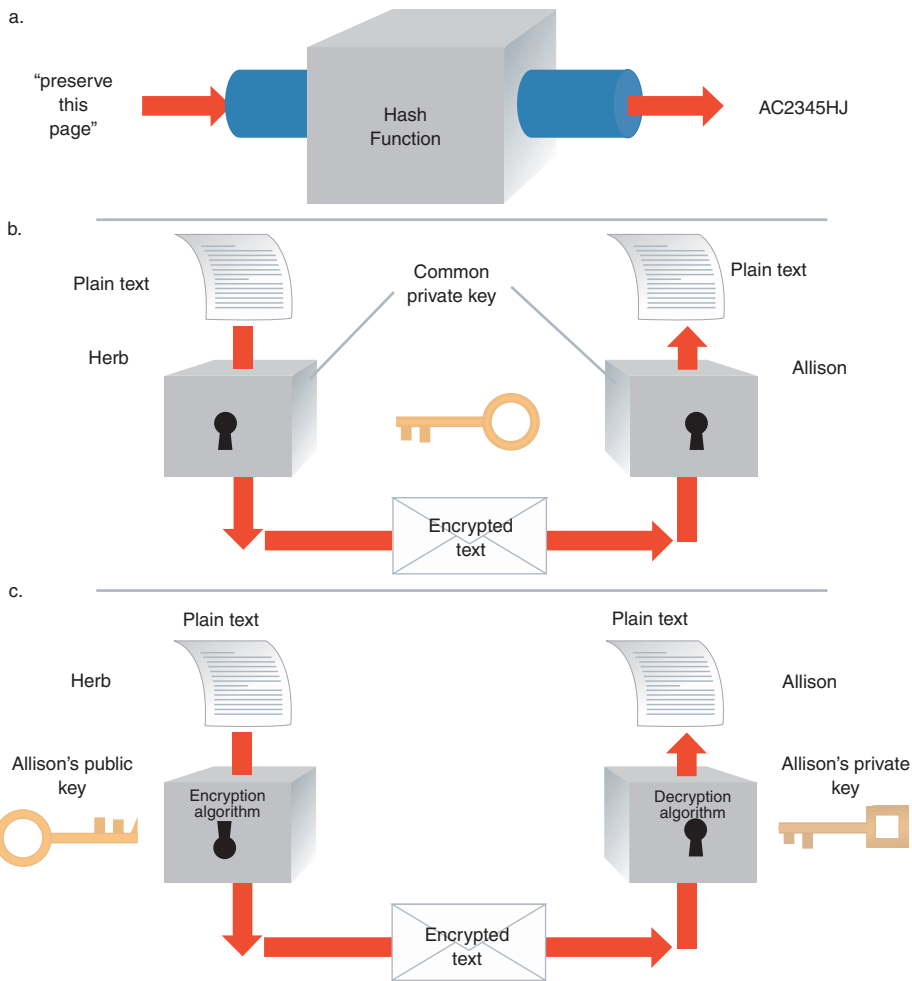 a.
“preserve
this
page”
Hash
Function
AC2345HJ
b.
Plain text
Common
private key
Plain text
Herb
Allison
Encrypted
text
c.
Plain text
Plain text
Herb
Allison
Allison’s public
key
Encryption
algorithm
Decryption
algorithm
Allison’s private
key
Encrypted
text